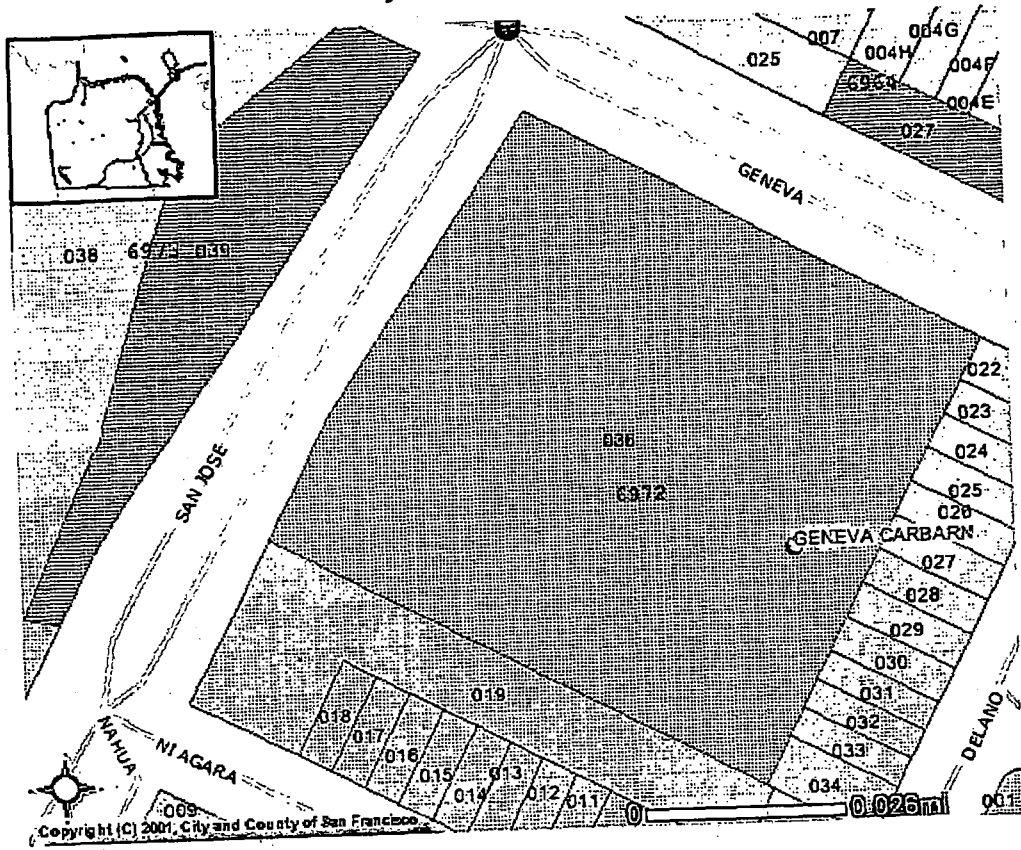 007
004G
004H
025
004F
6964
004E
027
GENEVA
038
6973
039
022
023
036
024
SAN JOSE
6972
025
026
GENEVA CARBARN
027
028
029
030
019
031
018
032
017
NAHUA
NIAGARA
016
033
DELANO
015
013
014
012
011
034
009
0
0.026mi
001
Copyright (C) 2001, City and County of San Francisco